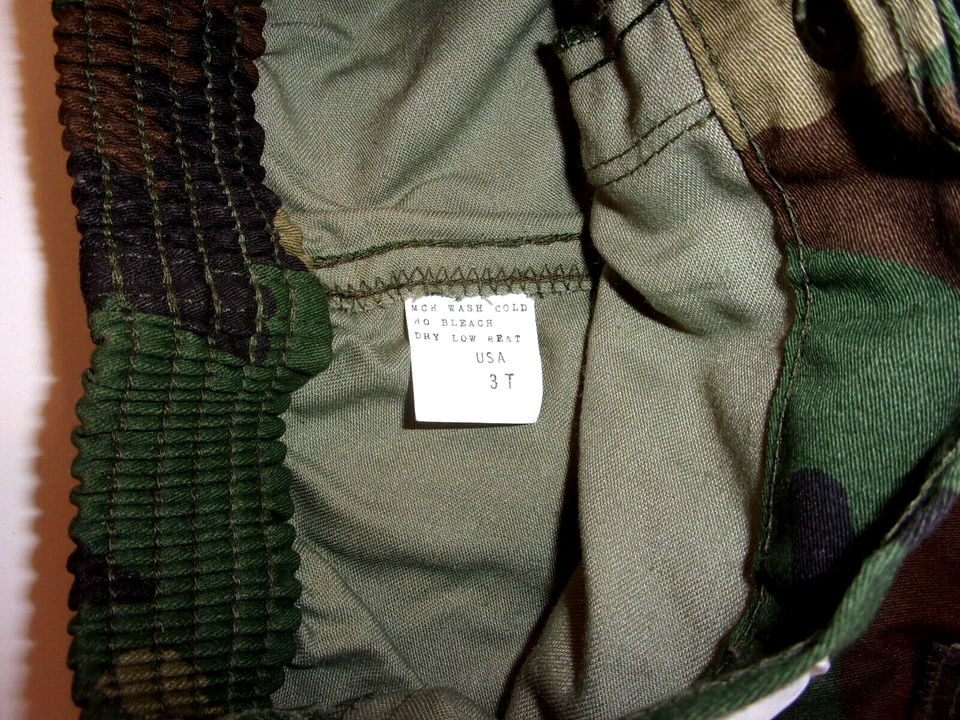 MCH WASH COLD
NO BLEACH
DRY LOW HEAT
USA
3T